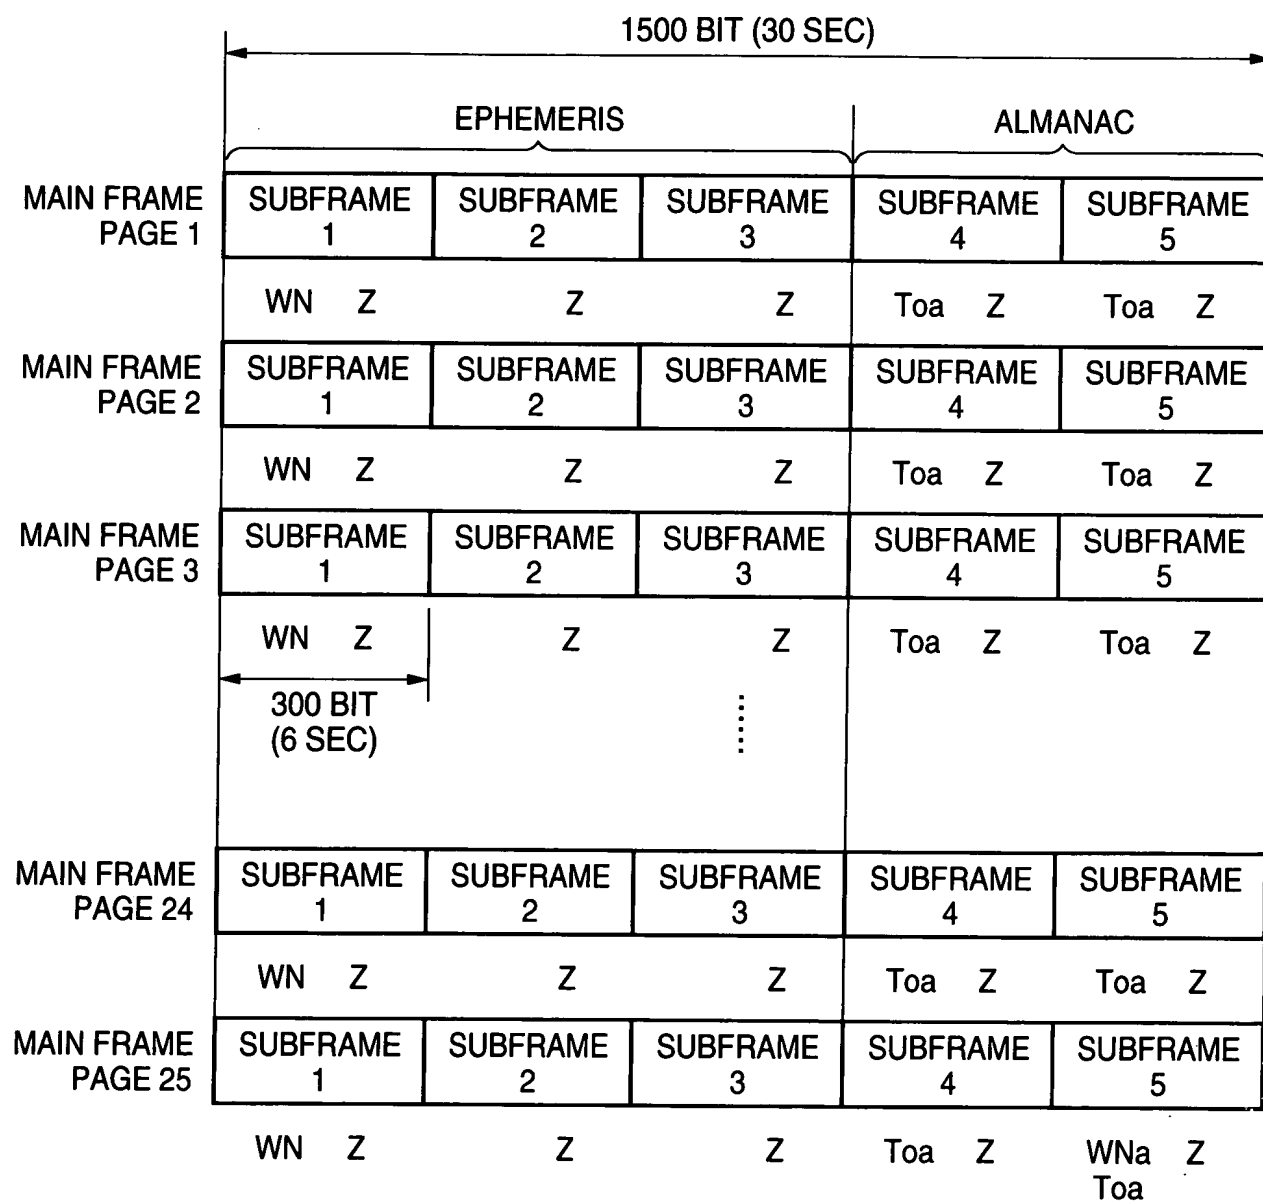 1500 BIT (30 SEC)
EPHEMERIS ALMANAC
MAIN FRAME PAGE 1
SUBFRAME 1 SUBFRAME 2 SUBFRAME 3 SUBFRAME 4 SUBFRAME 5
WN Z Z Z Toa Z Toa Z
MAIN FRAME PAGE 2
SUBFRAME 1 SUBFRAME 2 SUBFRAME 3 SUBFRAME 4 SUBFRAME 5
WN Z Z Z Toa Z Toa Z
MAIN FRAME PAGE 3
SUBFRAME 1 SUBFRAME 2 SUBFRAME 3 SUBFRAME 4 SUBFRAME 5
WN Z Z Z Toa Z Toa Z
300 BIT
(6 SEC)
MAIN FRAME PAGE 24
SUBFRAME 1 SUBFRAME 2 SUBFRAME 3 SUBFRAME 4 SUBFRAME 5
WN Z Z Z Toa Z Toa Z
MAIN FRAME PAGE 25
SUBFRAME 1 SUBFRAME 2 SUBFRAME 3 SUBFRAME 4 SUBFRAME 5
WN Z Z Z Toa Z WNa Z
Toa